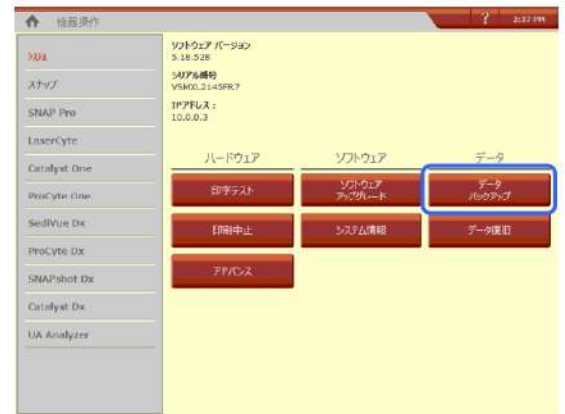 機器操作
? 2:37 PM
ソフトウェア バージョン
5.18.528
シリアル番号
VSM00.2145FR7
IPアドレス:
10.0.0.3
スナップ
SNAP Pro
LaserCyte
Catalyst One
ProCyte One
SediVue Dx
ProCyte Dx
SNAPshot Dx
Catalyst Dx
UA Analyzer
ハードウェア
ソフトウェア
データ
印字テスト
ソフトウェア
アップグレード
データ
バックアップ
印刷中止
システム情報
データ復旧
アドバンス